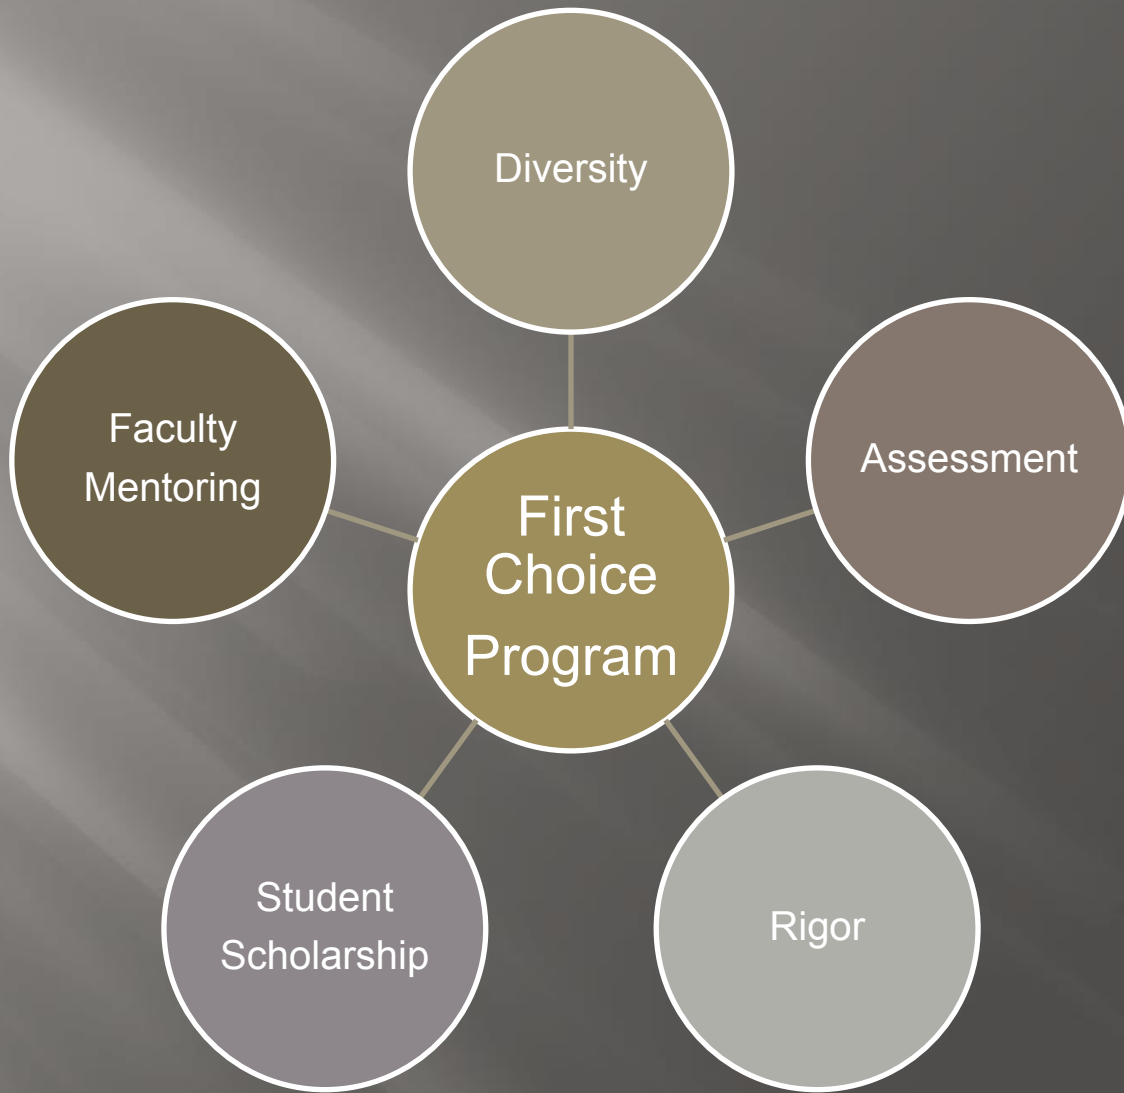 Diversity
Faculty
Mentoring
Assessment
First
Choice
Program
Student
Scholarship
Rigor